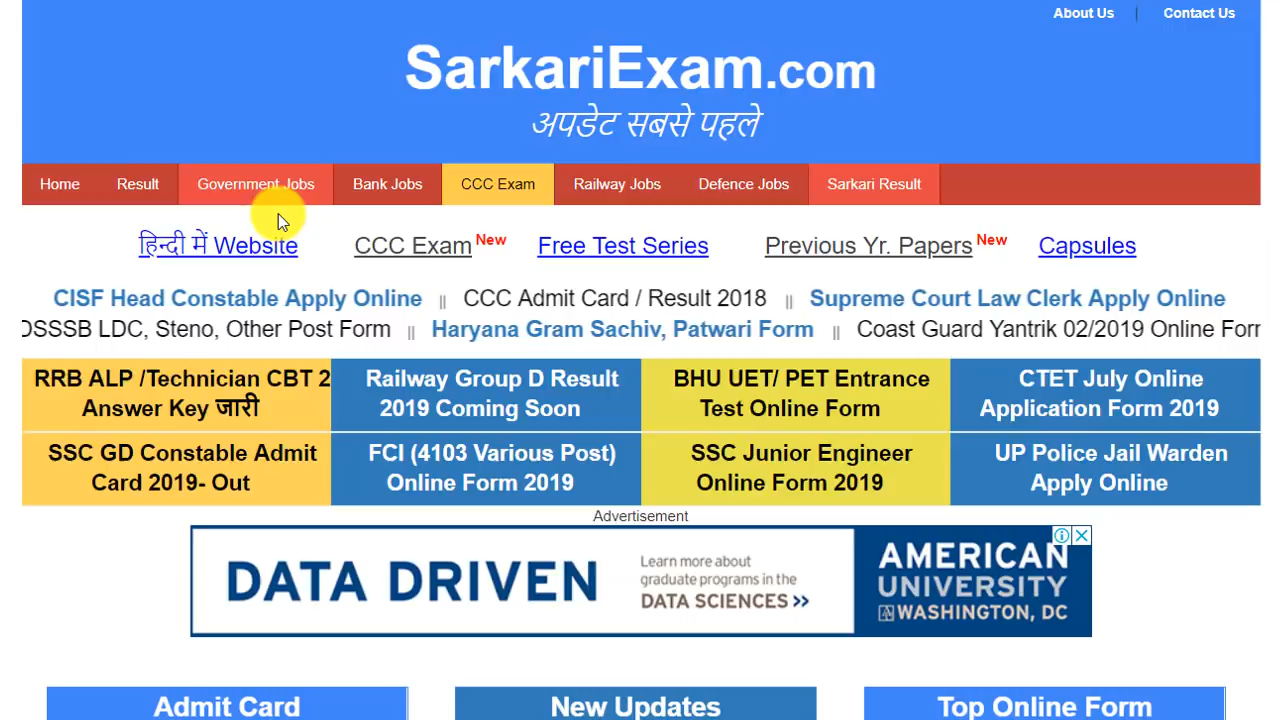 About Us | Contact Us
SarkariExam.com
अपडेट सबसे पहले
Home Result Government Jobs Bank Jobs CCC Exam Railway Jobs Defence Jobs Sarkari Result
हिन्दी में Website CCC Exam New Free Test Series Previous Yr. Papers New Capsules
CISF Head Constable Apply Online || CCC Admit Card / Result 2018 || Supreme Court Law Clerk Apply Online
LDC, Steno, Other Post Form || Haryana Gram Sachiv, Patwari Form || Coast Guard Yantrik 02/2019 Online
RRB ALP /Technician CBT 2 Railway Group D Result BHU UET/ PET Entrance CTET July Online
Answer Key जारी 2019 Coming Soon Test Online Form Application Form 2019
SSC GD Constable Admit FCI (4103 Various Post) SSC Junior Engineer UP Police Jail Warden
Card 2019- Out Online Form 2019 Online Form 2019 Apply Online
Advertisement
DATA DRIVEN
Learn more about
graduate programs in the
DATA SCIENCES >>
AMERICAN
UNIVERSITY
WASHINGTON, DC
Admit Card New Updates Top Online Form